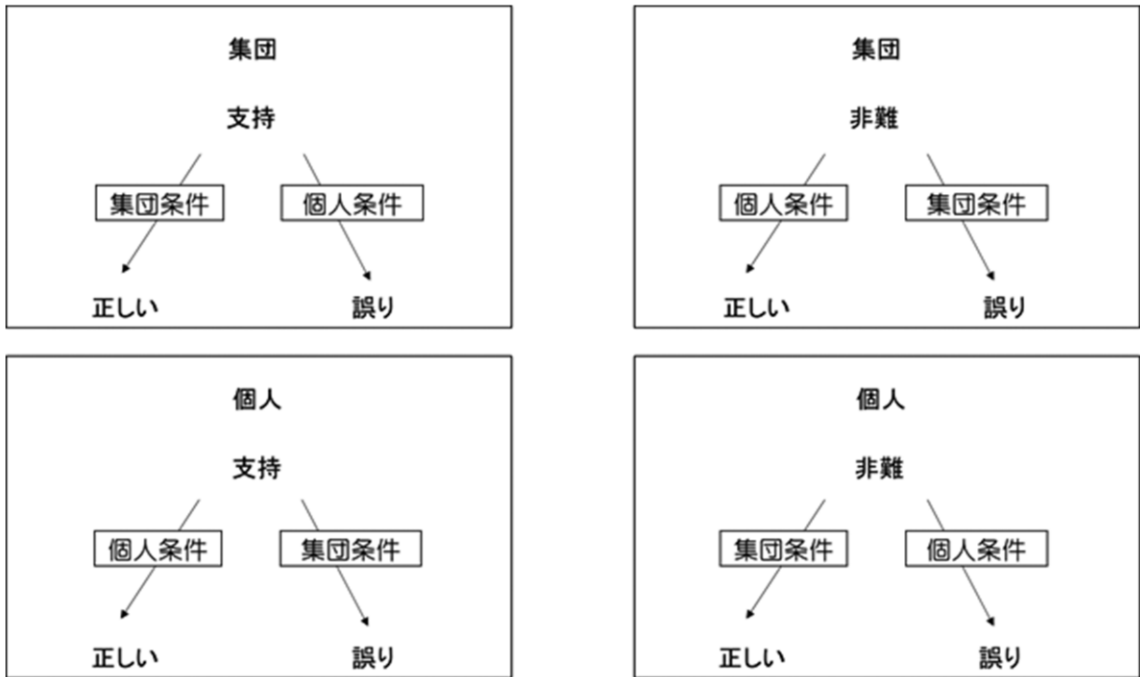 集団
支持
集団条件 個人条件
正しい 誤り
集団
非難
個人条件 集団条件
正しい 誤り
個人
支持
個人条件 集団条件
正しい 誤り
個人
非難
集団条件 個人条件
正しい 誤り